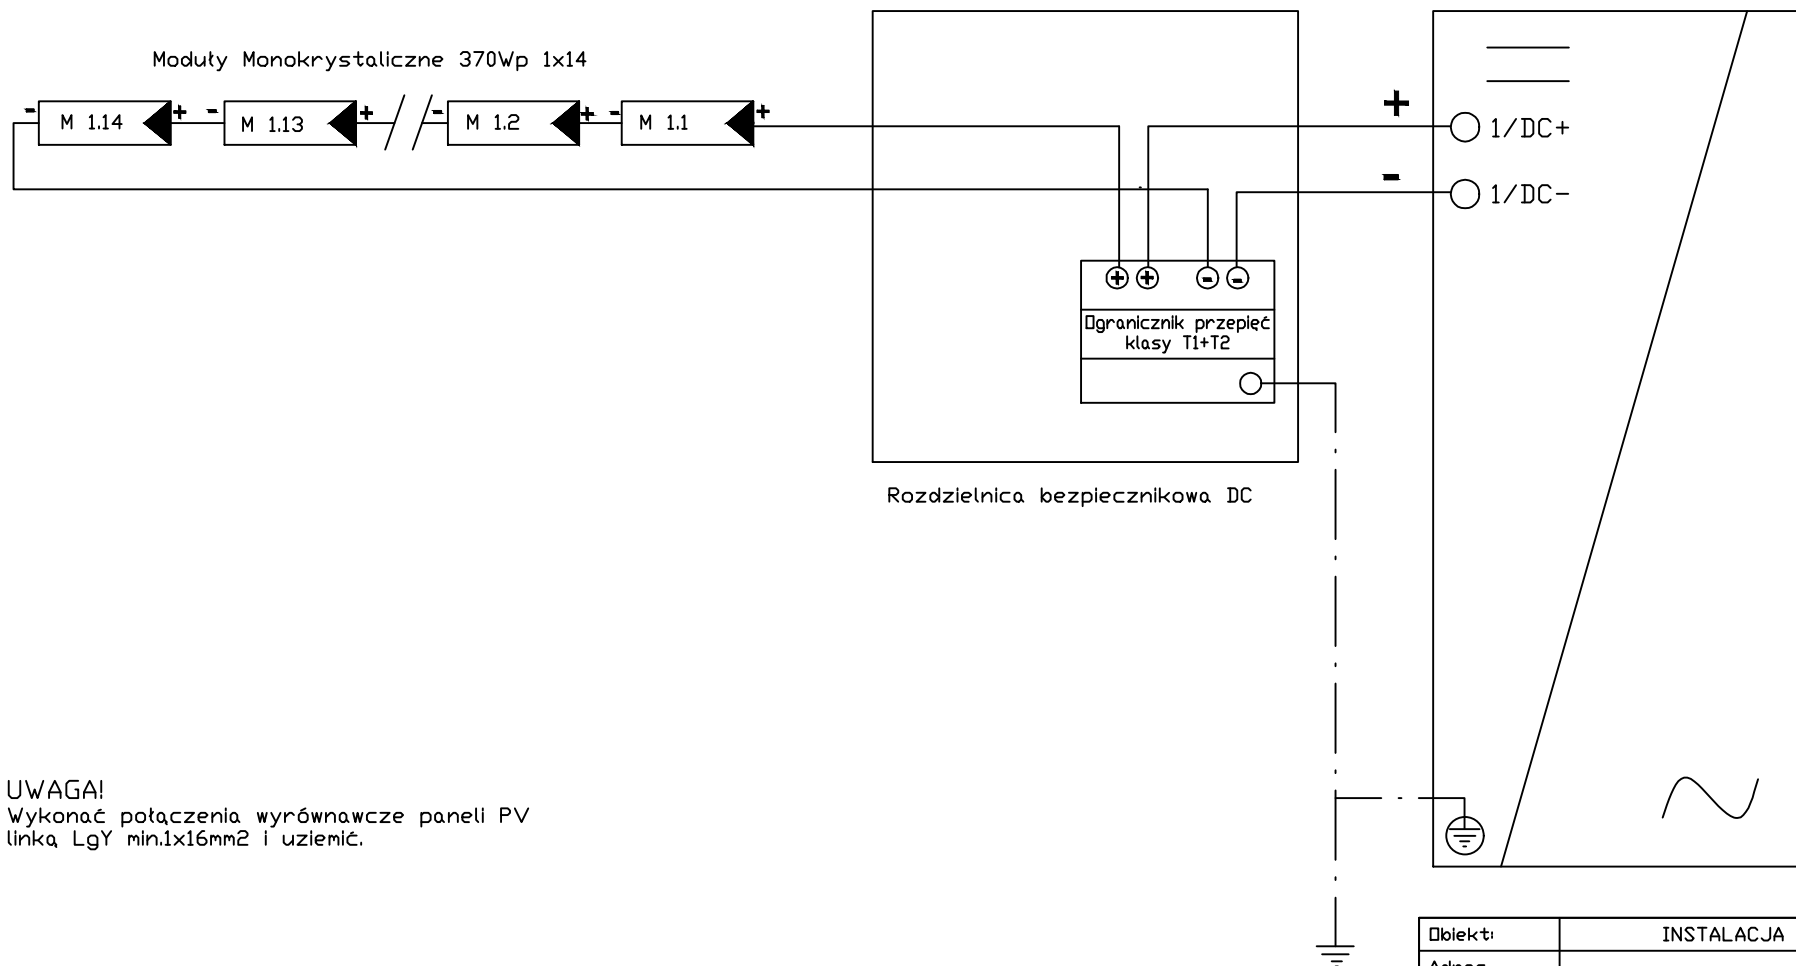 Moduły Monokrystaliczne 370Wp 1x14
- M 1.14 + - M 1.13 + - M 1.2 + - M 1.1 +
+ 1/DC+
- 1/DC-
+ + - -
Ogranicznik przepięć
klasy T1+T2
Rozdzielnica bezpiecznikowa DC
UWAGA!
Wykonać połączenia wyrównawcze paneli PV
linką LgY min.1x16mm2 i uziemić.
Obiekt: INSTALACJA